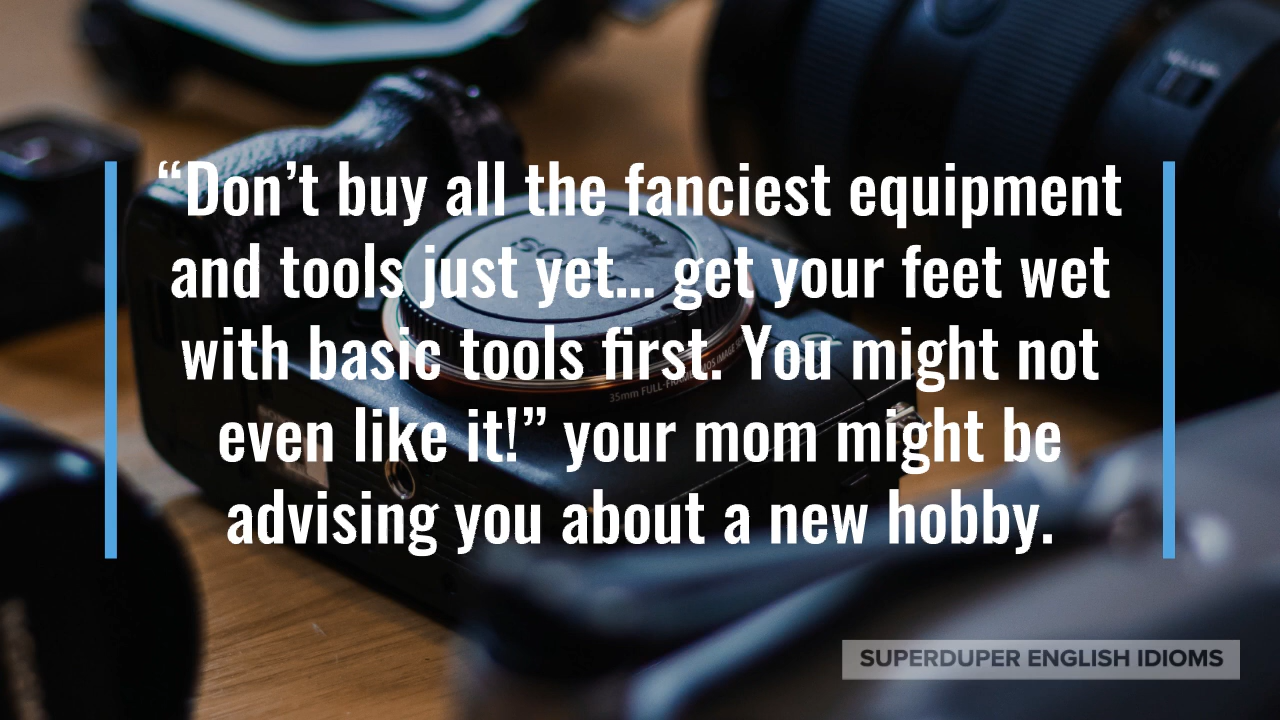 “Don’t buy all the fanciest equipment
and tools just yet... get your feet wet
with basic tools first. You might not
even like it!” your mom might be
advising you about a new hobby.
SUPERDUPER ENGLISH IDIOMS